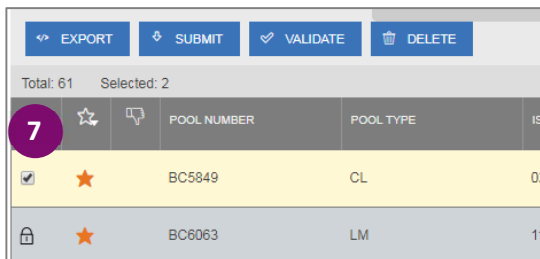 EXPORT SUBMIT VALIDATE DELETE
Total: 61 Selected: 2
7 POOL NUMBER POOL TYPE
BC5849 CL
BC6063 LM